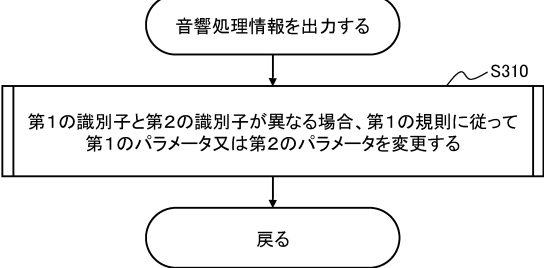 音響処理情報を出力する
S310
第1の識別子と第2の識別子が異なる場合、第1の規則に従って
第1のパラメータ又は第2のパラメータを変更する
戻る